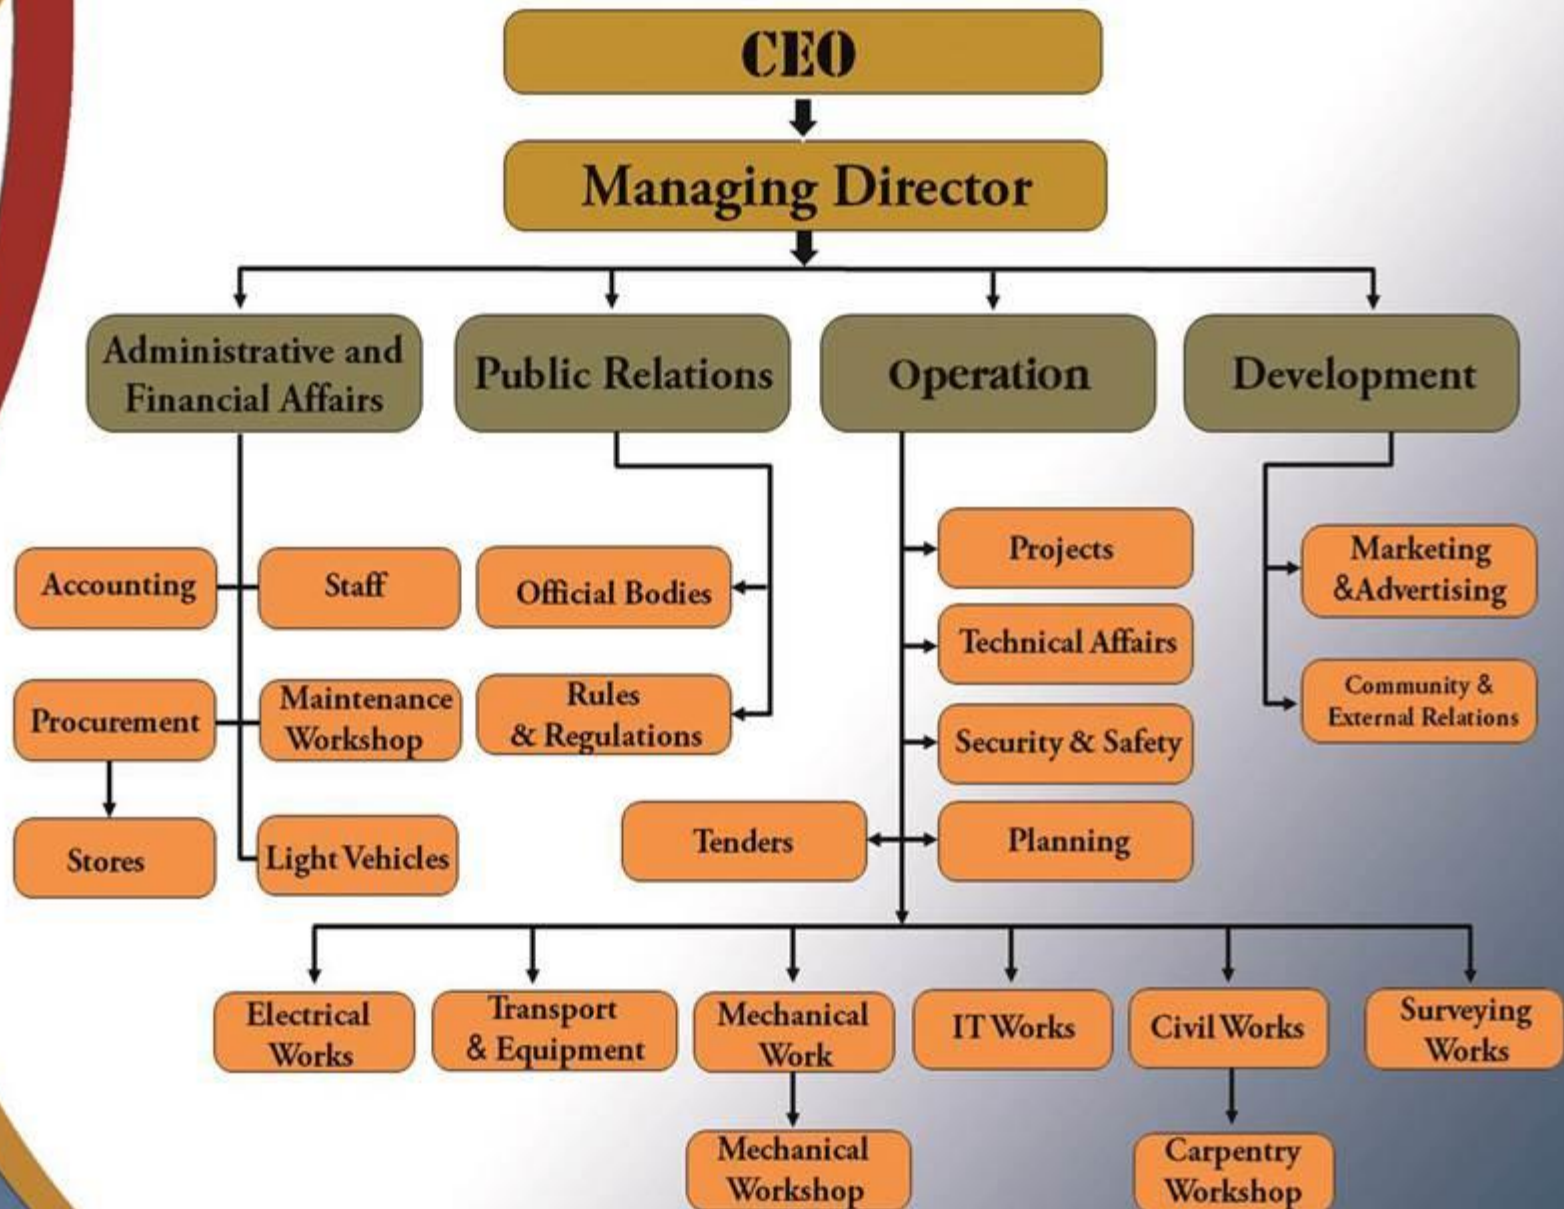 CEO
Managing Director
Administrative and
Financial Affairs
Public Relations
Operation
Development
Accounting
Staff
Procurement
Maintenance
Workshop
Stores
Light Vehicles
Official Bodies
Rules
& Regulations
Projects
Technical Affairs
Security & Safety
Tenders
Planning
Marketing
&Advertising
Community &
External Relations
Electrical
Works
Transport
& Equipment
Mechanical
Work
IT Works
Civil Works
Surveying
Works
Mechanical
Workshop
Carpentry
Workshop